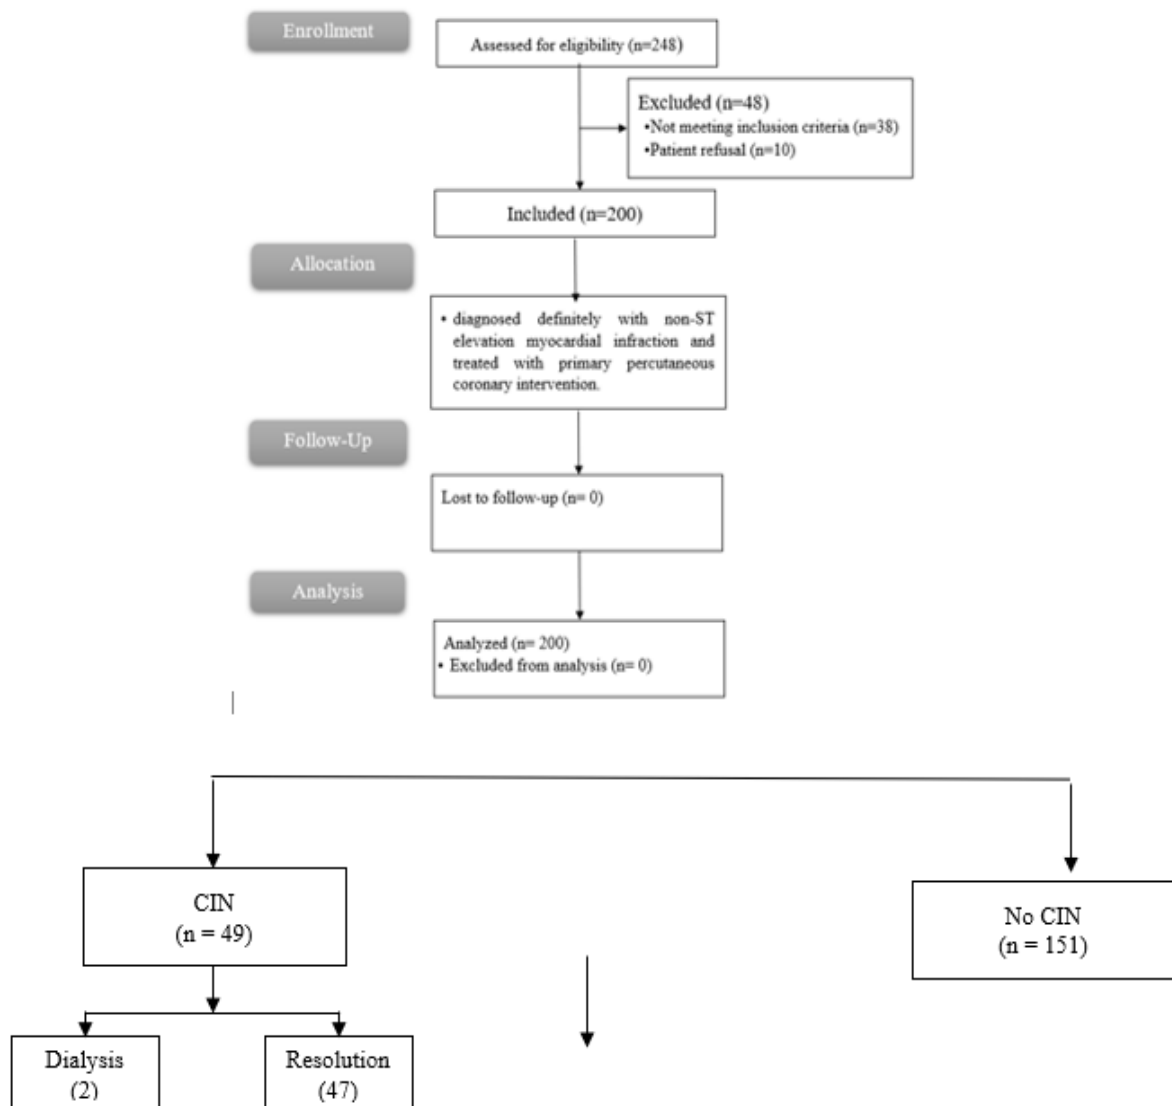 Enrollment
Assessed for eligibility (n=248)
Excluded (n=48)
•Not meeting inclusion criteria (n=38)
•Patient refusal (n=10)
Included (n=200)
Allocation
• diagnosed definitely with non-ST
elevation myocardial infraction and
treated with primary percutaneous
coronary intervention.
Follow-Up
Lost to follow-up (n= 0)
Analysis
Analyzed (n= 200)
• Excluded from analysis (n= 0)
CIN
(n = 49)
No CIN
(n = 151)
Dialysis
(2)
Resolution
(47)